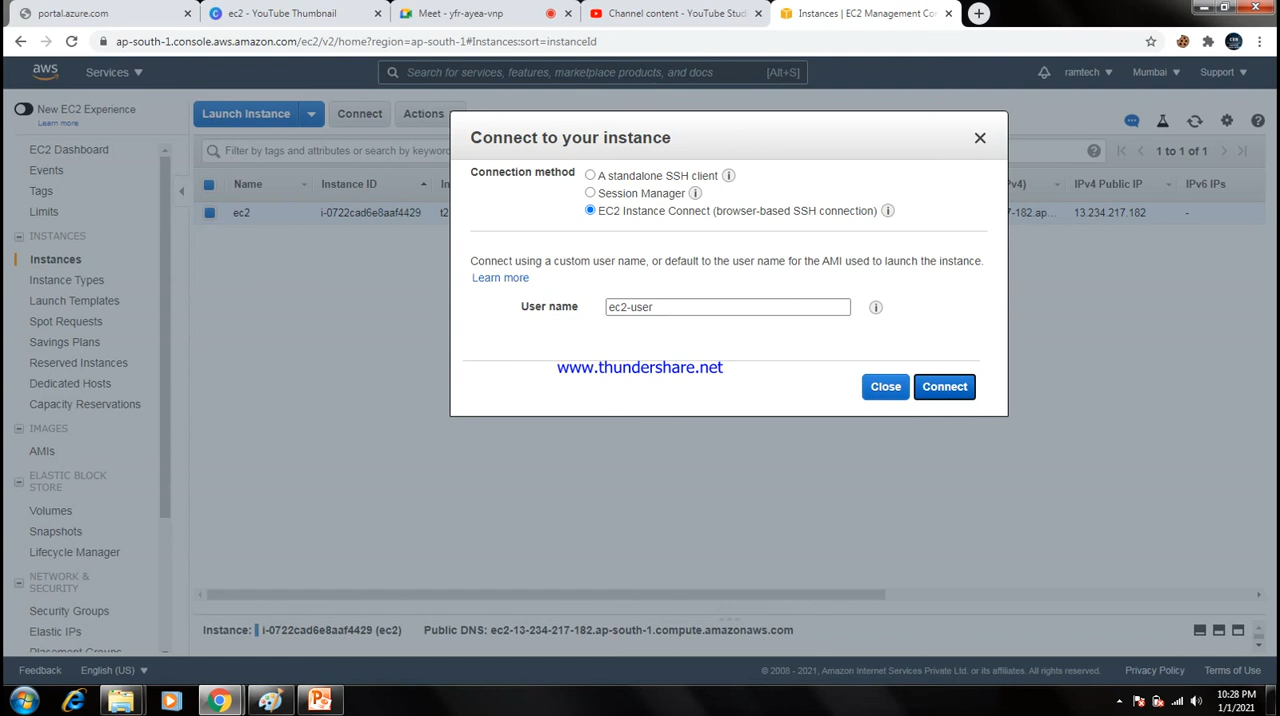 portal.azure.com
ec2 - YouTube Thumbnail
Meet - yfr-ayea-vgn
Channel content - YouTube Stud
Instances | EC2 Management Co
ap-south-1.console.aws.amazon.com/ec2/v2/home?region=ap-south-1#Instances:sort=instanceId
aws
Services
Search for services, features, marketplace products, and docs
[Alt+S]
ramtech
Mumbai
Support
New EC2 Experience
Learn more
Launch Instance
Connect
Actions
EC2 Dashboard
Events
Tags
Limits
INSTANCES
Instances
Instance Types
Launch Templates
Spot Requests
Savings Plans
Reserved Instances
Dedicated Hosts
Capacity Reservations
IMAGES
AMIs
ELASTIC BLOCK
STORE
Volumes
Snapshots
Lifecycle Manager
NETWORK &
SECURITY
Security Groups
Elastic IPs
Placement Groups
Filter by tags and attributes or search by keyword
1 to 1 of 1
Name
Instance ID
In
v4)
IPv4 Public IP
IPv6 IPs
ec2
i-0722cad6e8aaf4429
t2
7-182.ap...
13.234.217.182
-
Connect to your instance
Connection method
A standalone SSH client
Session Manager
EC2 Instance Connect (browser-based SSH connection)
Connect using a custom user name, or default to the user name for the AMI used to launch the instance.
Learn more
User name
ec2-user
www.thundershare.net
Close
Connect
Instance: i-0722cad6e8aaf4429 (ec2) Public DNS: ec2-13-234-217-182.ap-south-1.compute.amazonaws.com
Feedback
English (US)
© 2008 - 2021, Amazon Internet Services Private Ltd. or its affiliates. All rights reserved.
Privacy Policy
Terms of Use
10:28 PM
1/1/2021